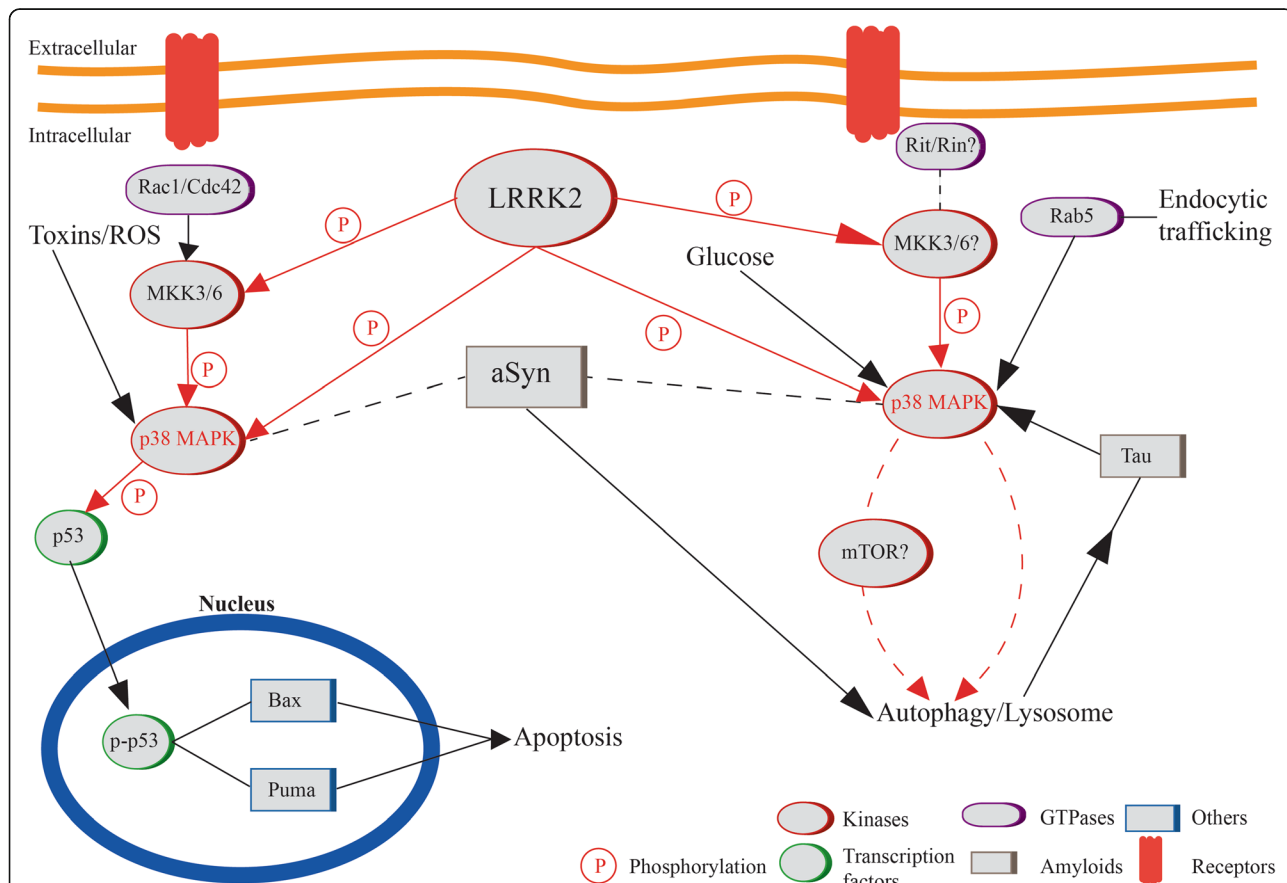 Extracellular
Intracellular
Rac1/Cdc42
Rit/Rin?
LRRK2
P
P
Rab5
Endocytic
trafficking
Toxins/ROS
MKK3/6
MKK3/6?
Glucose
P
P
P
P
aSyn
p38 MAPK
p38 MAPK
P
Tau
p53
mTOR?
Nucleus
Bax
p-p53
Puma
Apoptosis
Autophagy/Lysosome
Kinases
GTPases
Others
P
Phosphorylation
Transcription
factors
Amyloids
Receptors